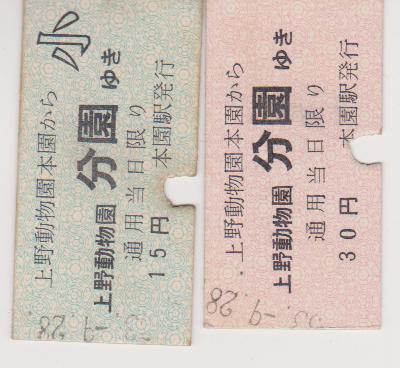 小
上野動物園本園から
上野動物園 分園 ゆき
通用当日限り
15円 本園駅発行
上野動物園本園から
上野動物園 分園 ゆき
通用当日限り
30円 本園駅発行